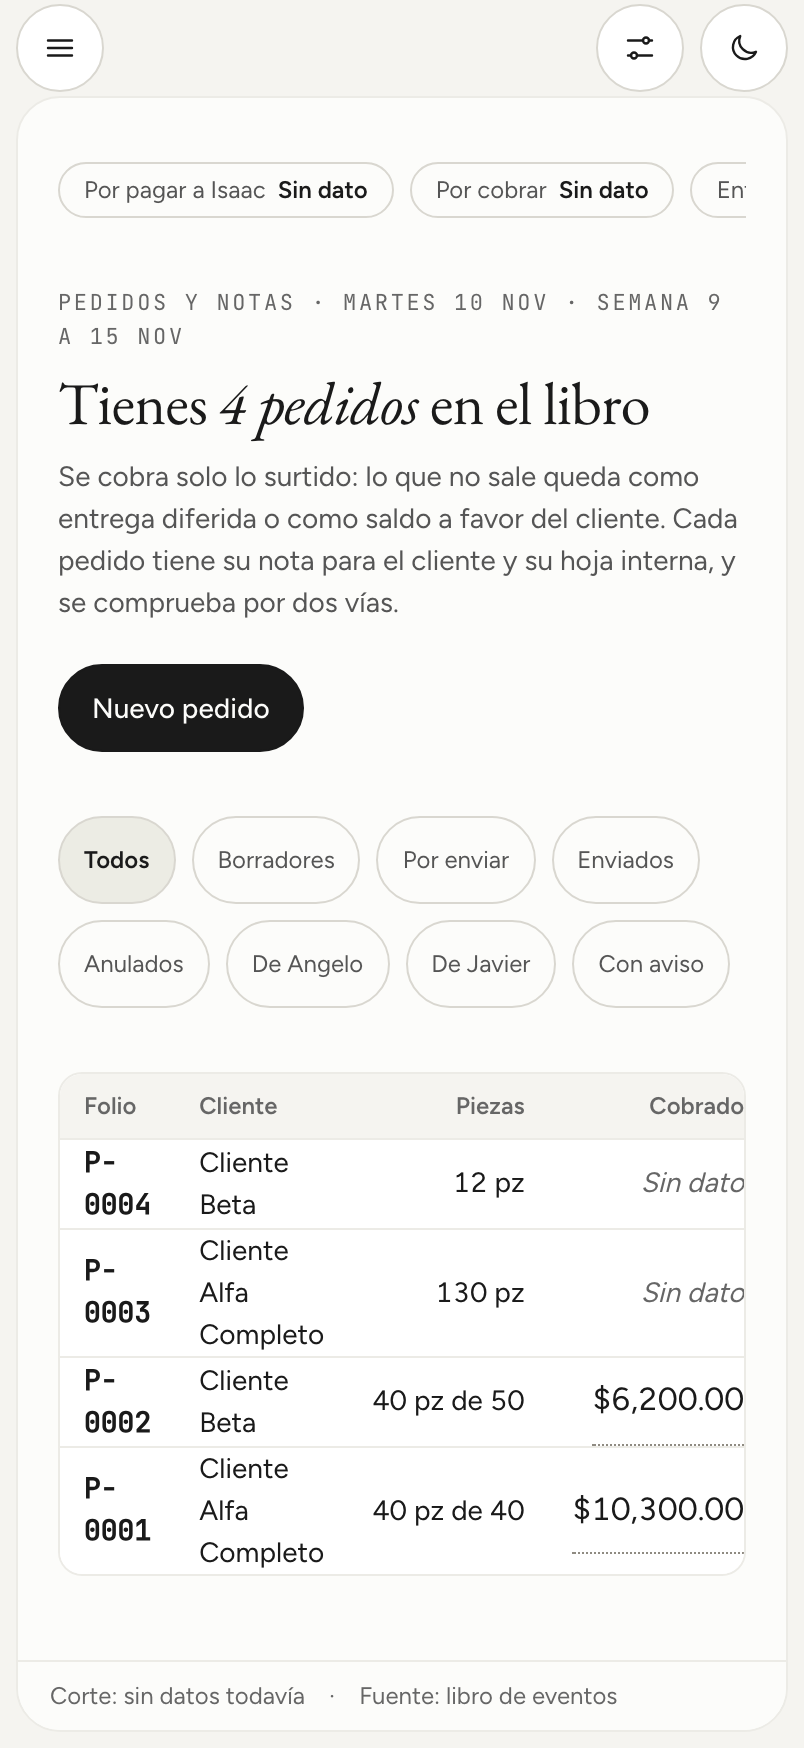 Por pagar a Isaac Sin dato Por cobrar Sin dato
PEDIDOS Y NOTAS · MARTES 10 NOV · SEMANA 9
A 15 NOV
Tienes 4 pedidos en el libro
Se cobra solo lo surtido: lo que no sale queda como
entrega diferida o como saldo a favor del cliente. Cada
pedido tiene su nota para el cliente y su hoja interna, y
se comprueba por dos vías.
Nuevo pedido
Todos Borradores Por enviar Enviados
Anulados De Angelo De Javier Con aviso
Folio Cliente Piezas Cobrado
P-0004 Cliente Beta 12 pz Sin dato
P-0003 Cliente Alfa Completo 130 pz Sin dato
P-0002 Cliente Beta 40 pz de 50 $6,200.00
P-0001 Cliente Alfa Completo 40 pz de 40 $10,300.00
Corte: sin datos todavía · Fuente: libro de eventos